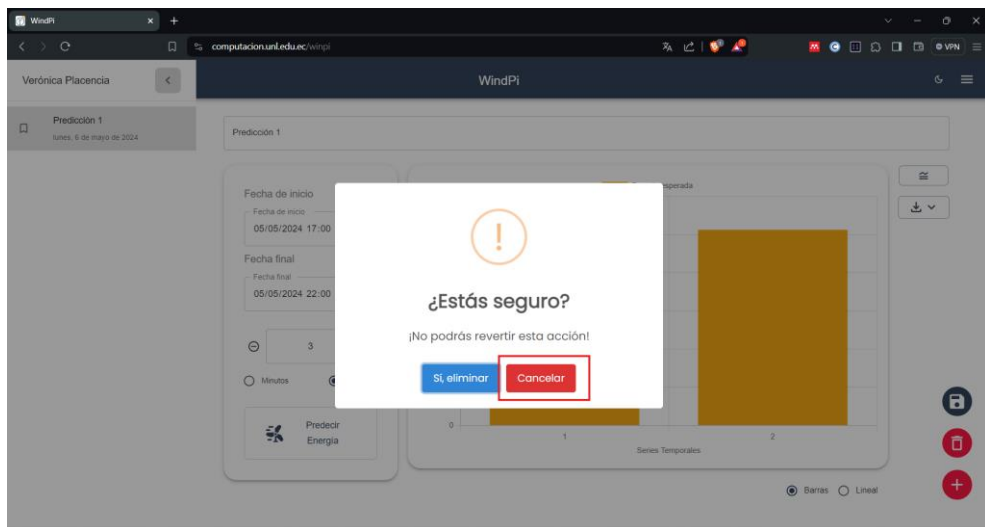 WindPi
computacion.unl.edu.ec/winpi
VPN
Verónica Placencia
WindPi
Predicción 1
lunes, 6 de mayo de 2024
Predicción 1
Fecha de inicio
Fecha de inicio
05/05/2024 17:00
Fecha final
Fecha final
05/05/2024 22:00
3
Minutos
Predecir
Energía
esperada
¿Estás seguro?
¡No podrás revertir esta acción!
Sí, eliminar
Cancelar
0
1
2
Series Temporales
Barras
Lineal